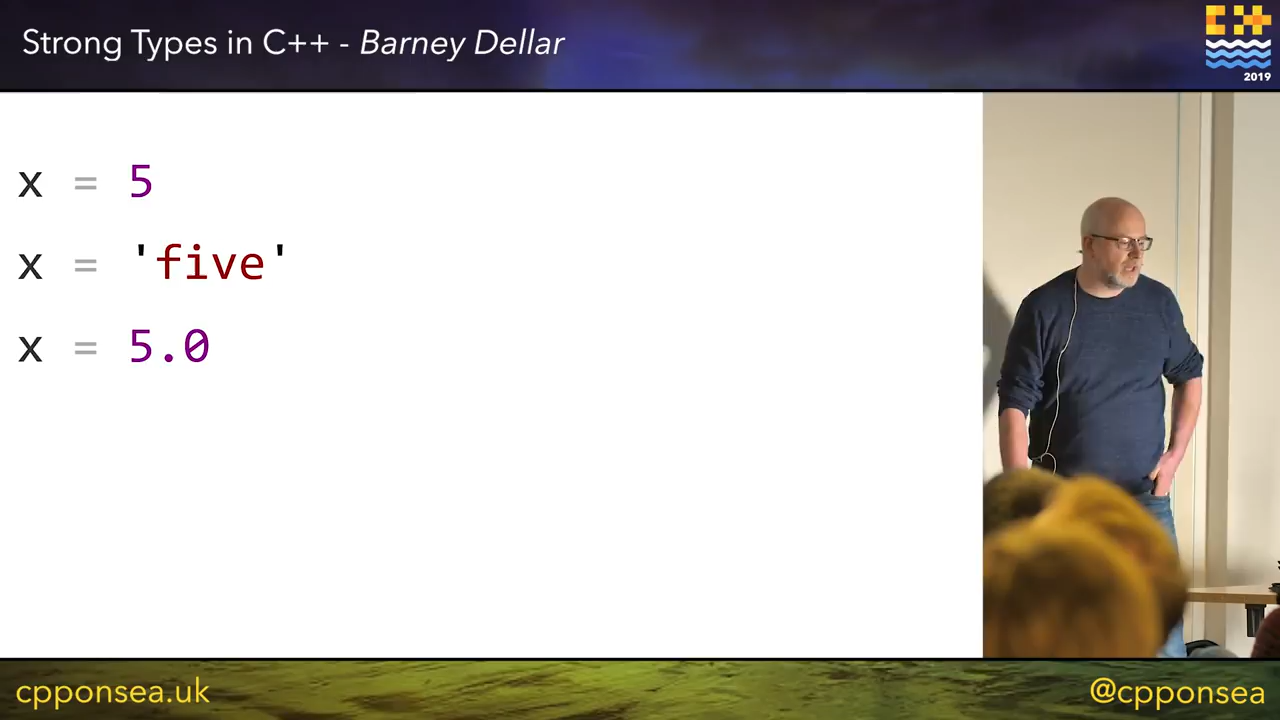 Strong Types in C++ - Barney Dellar
2019
x = 5
x = 'five'
x = 5.0
cpponsea.uk
@cpponsea